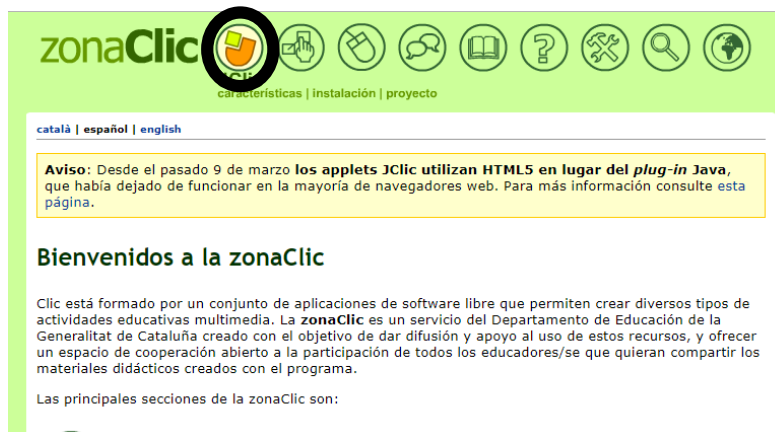 zonaClic
características | instalación | proyecto
català | español | english
Aviso: Desde el pasado 9 de marzo los applets JClic utilizan HTML5 en lugar del plug-in Java,
que había dejado de funcionar en la mayoría de navegadores web. Para más información consulte esta
página.
Bienvenidos a la zonaClic
Clic está formado por un conjunto de aplicaciones de software libre que permiten crear diversos tipos de
actividades educativas multimedia. La zonaClic es un servicio del Departamento de Educación de la
Generalitat de Cataluña creado con el objetivo de dar difusión y apoyo al uso de estos recursos, y ofrecer
un espacio de cooperación abierto a la participación de todos los educadores/se que quieran compartir los
materiales didácticos creados con el programa.
Las principales secciones de la zonaClic son: